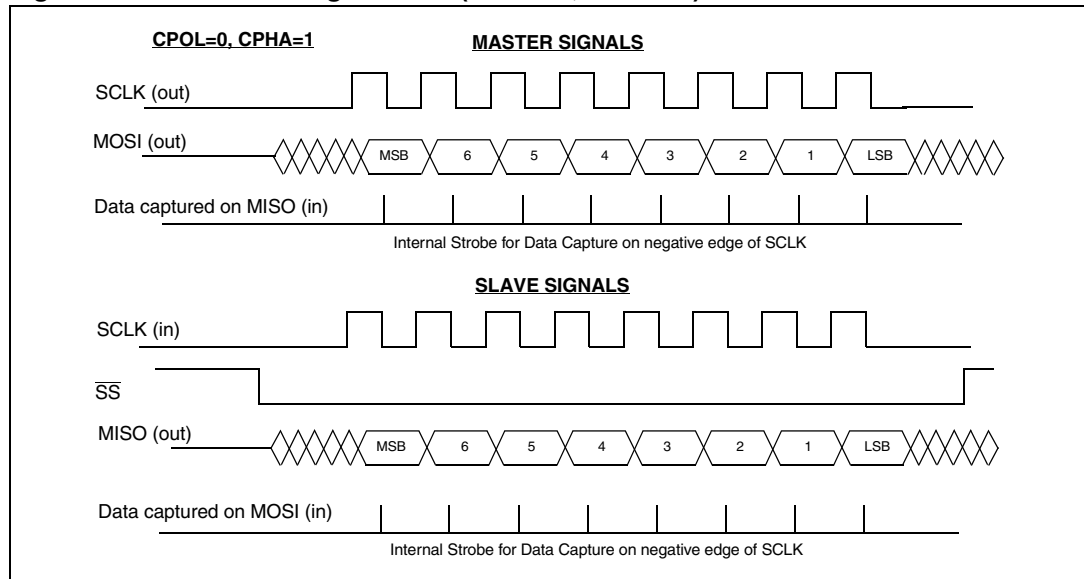 CPOL=0, CPHA=1 MASTER SIGNALS
SCLK (out)
MOSI (out) MSB 6 5 4 3 2 1 LSB
Data captured on MISO (in)
Internal Strobe for Data Capture on negative edge of SCLK
SLAVE SIGNALS
SCLK (in)
SS
MISO (out) MSB 6 5 4 3 2 1 LSB
Data captured on MOSI (in)
Internal Strobe for Data Capture on negative edge of SCLK